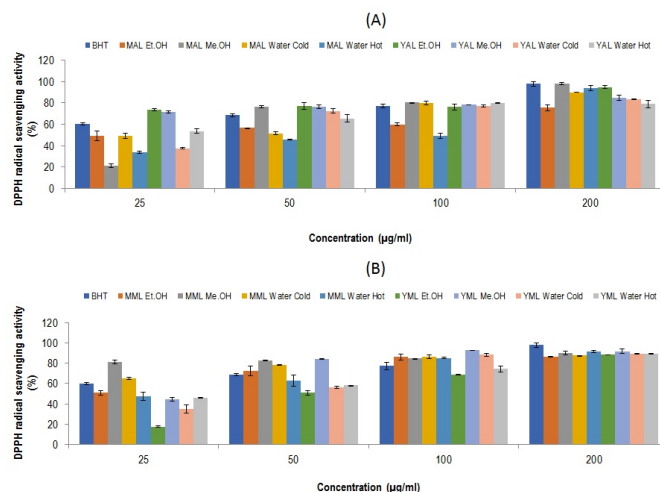 (A)
BHT MAL Et.OH MAL Me.OH MAL Water Cold MAL Water Hot YAL Et.OH YAL Me.OH YAL Water Cold YAL Water Hot
DPPH radical scavenging activity
(%)
120
100
80
60
40
20
0
25 50 100 200
Concentration (µg/ml)
(B)
BHT MML Et.OH MML Me.OH MML Water Cold MML Water Hot YML Et.OH YML Me.OH YML Water Cold YML Water Hot
DPPH radical scavenging activity
(%)
120
100
80
60
40
20
0
25 50 100 200
Concentration (µg/ml)